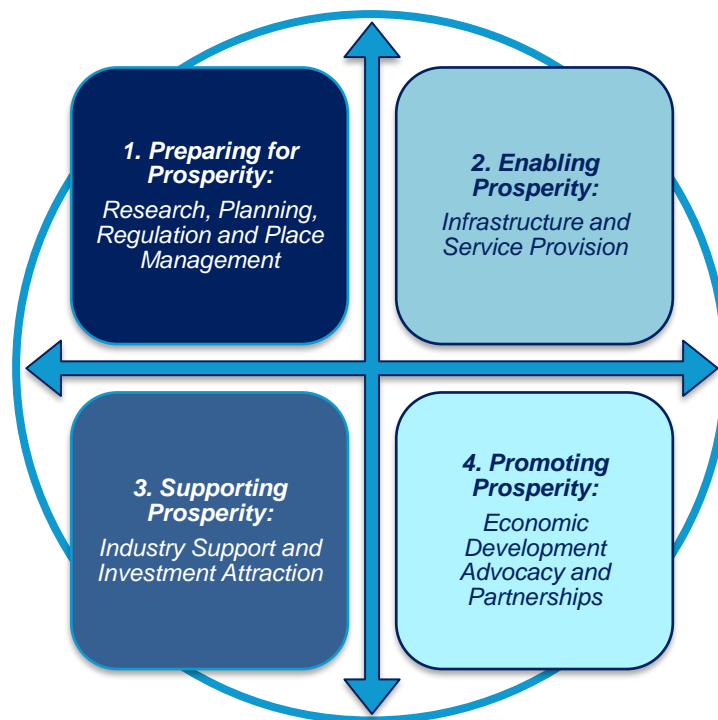 1. Preparing for
Prosperity:
Research, Planning,
Regulation and Place
Management
2. Enabling
Prosperity:
Infrastructure and
Service Provision
3. Supporting
Prosperity:
Industry Support and
Investment Attraction
4. Promoting
Prosperity:
Economic
Development
Advocacy and
Partnerships